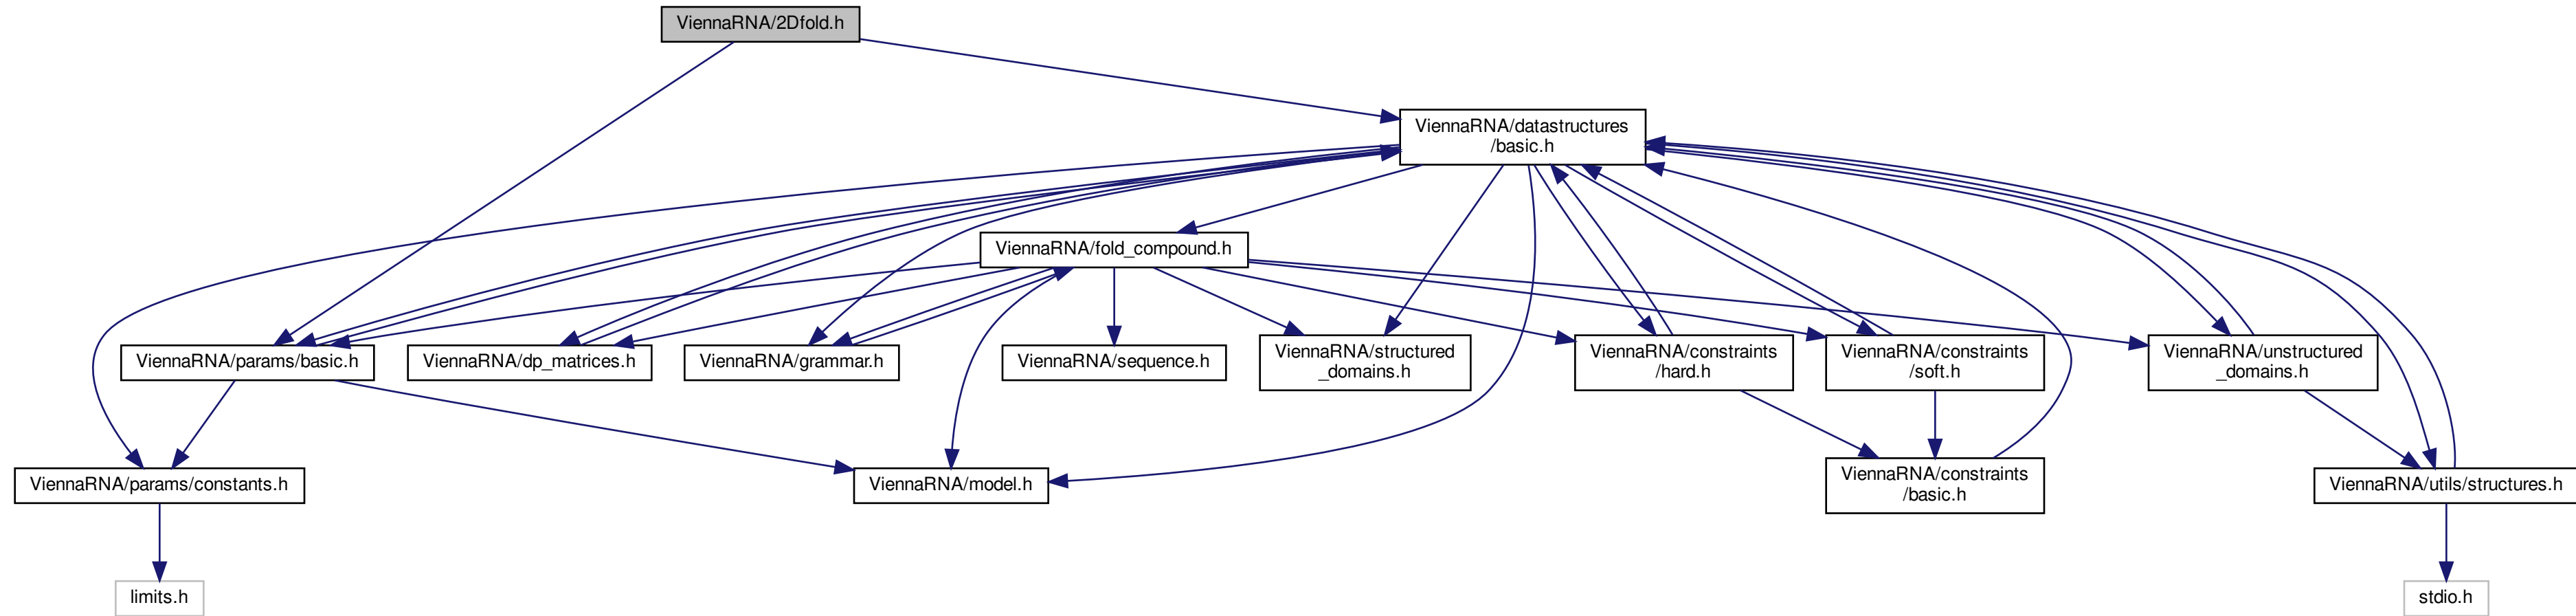 ViennaRNA/2Dfold.h
ViennaRNA/datastructures
/basic.h
ViennaRNA/fold_compound.h
ViennaRNA/params/basic.h
ViennaRNA/dp_matrices.h
ViennaRNA/grammar.h
ViennaRNA/sequence.h
ViennaRNA/structured
_domains.h
ViennaRNA/constraints
/hard.h
ViennaRNA/constraints
/soft.h
ViennaRNA/unstructured
_domains.h
ViennaRNA/params/constants.h
ViennaRNA/model.h
ViennaRNA/constraints
/basic.h
ViennaRNA/utils/structures.h
limits.h
stdio.h